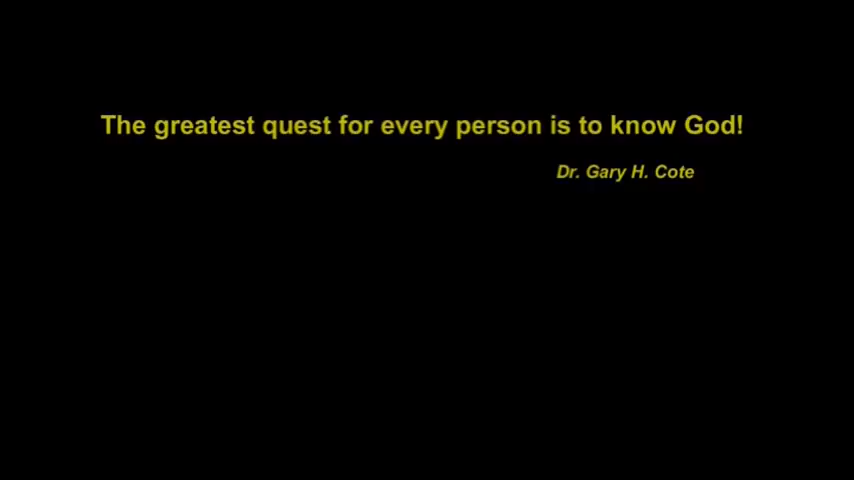 The greatest quest for every person is to know God!
Dr. Gary H. Cote